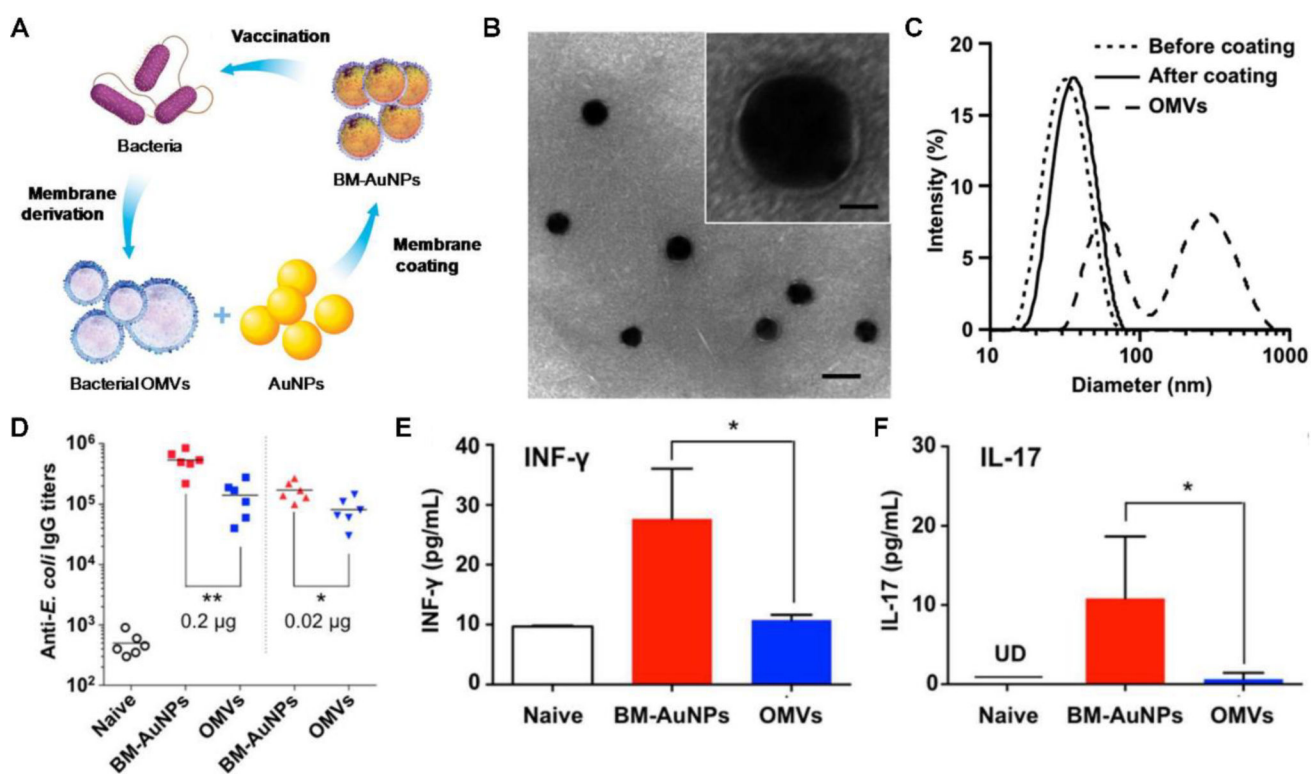 A
Vaccination
Bacteria
BM-AuNPs
Membrane
derivation
Membrane
coating
+
Bacterial OMVs
AuNPs
B
C
Intensity (%)
20
15
10
5
0
Before coating
After coating
OMVs
10
100
1000
Diameter (nm)
D
Anti-E. coli IgG titers
10⁶
10⁵
10⁴
10³
10²
**
0.2 µg
*
0.02 µg
Naive
BM-AuNPs
OMVs
BM-AuNPs
OMVs
E
INF-γ
INF-γ (pg/mL)
40
30
20
10
0
*
Naive
BM-AuNPs
OMVs
F
IL-17
IL-17 (pg/mL)
30
20
10
0
UD
*
Naive
BM-AuNPs
OMVs